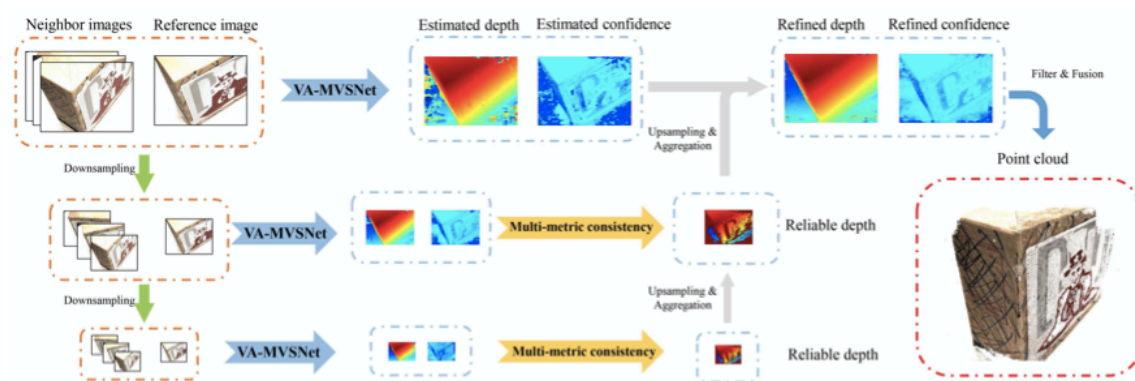 Neighbor images
Reference image
Estimated depth
Estimated confidence
Refined depth
Refined confidence
VA-MVSNet
Filter & Fusion
Upsampling &
Aggregation
Point cloud
Downsampling
VA-MVSNet
Multi-metric consistency
Reliable depth
Downsampling
Upsampling &
Aggregation
VA-MVSNet
Multi-metric consistency
Reliable depth